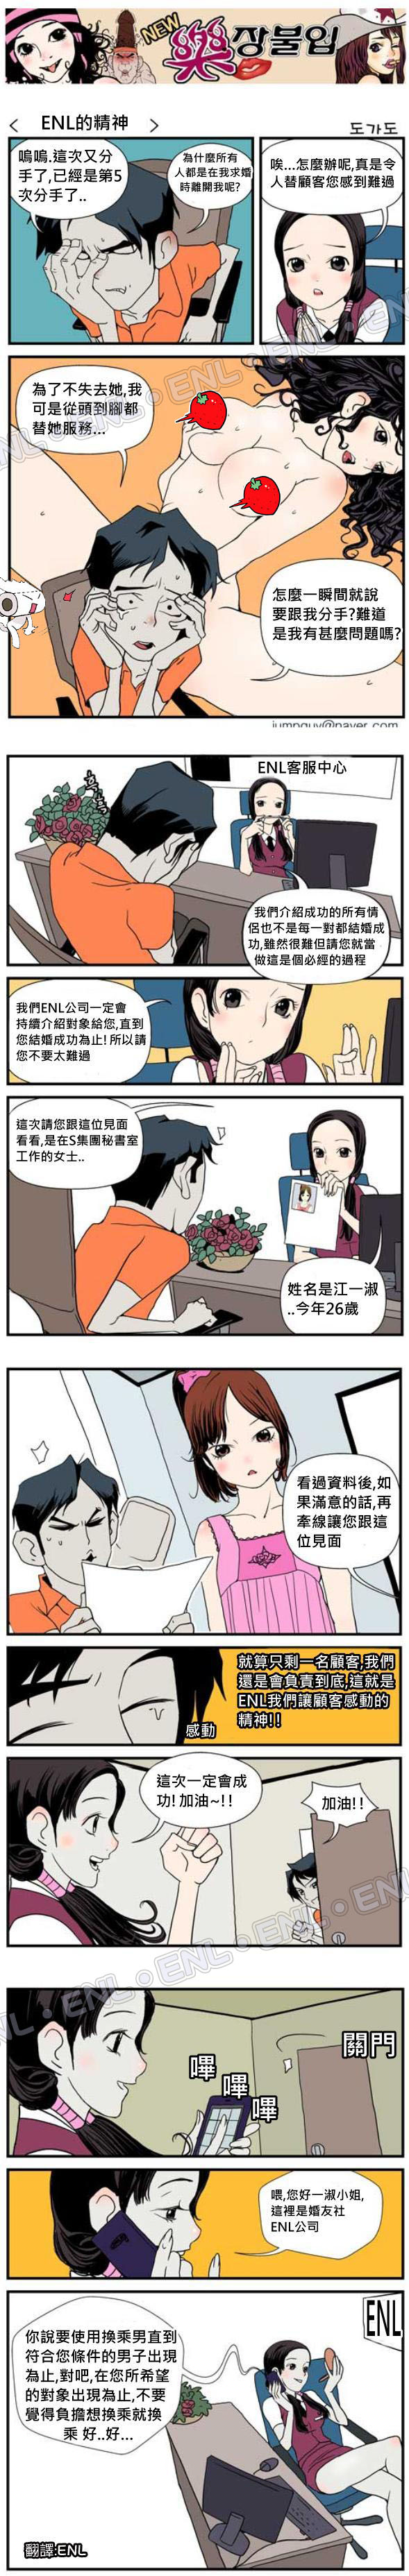 NEW
樂장불입
< ENL的精神 >
도가도
嗚嗚.這次又分
手了,已經是第5
次分手了..
為什麼所有
人都是在我求婚
時離開我呢?
唉...怎麼辦呢,真是令
人替顧客您感到難過
為了不失去她,我
可是從頭到腳都
替她服務...
怎麼一瞬間就說
要跟我分手?難道
是我有甚麼問題嗎?
jumpguy@naver.com
ENL客服中心
흑흑
我們介紹成功的所有情
侶也不是每一對都結婚成
功,雖然很難但請您就當
做這是個必經的過程
我們ENL公司一定會
持續介紹對象給您,直到
您結婚成功為止! 所以請
您不要太難過
這次請您跟這位見面
看看,是在S集團秘書室
工作的女士..
姓名是江一淑
..今年26歲
看過資料後,如
果滿意的話,再
牽線讓您跟這
位見面
就算只剩一名顧客,我們
還是會負責到底,這就是
ENL我們讓顧客感動的
精神!!
感動
這次一定會成
功! 加油~!!
加油!!
ENL ENL ENL ENL
關門
嗶
嗶
嗶
喂,您好一淑小姐,
這裡是婚友社
ENL公司
ENL
你說要使用換乘男直到
符合您條件的男子出現
為止,對吧,在您所希望
的對象出現為止,不要
覺得負擔想換乘就換
乘 好..好...
翻譯:ENL